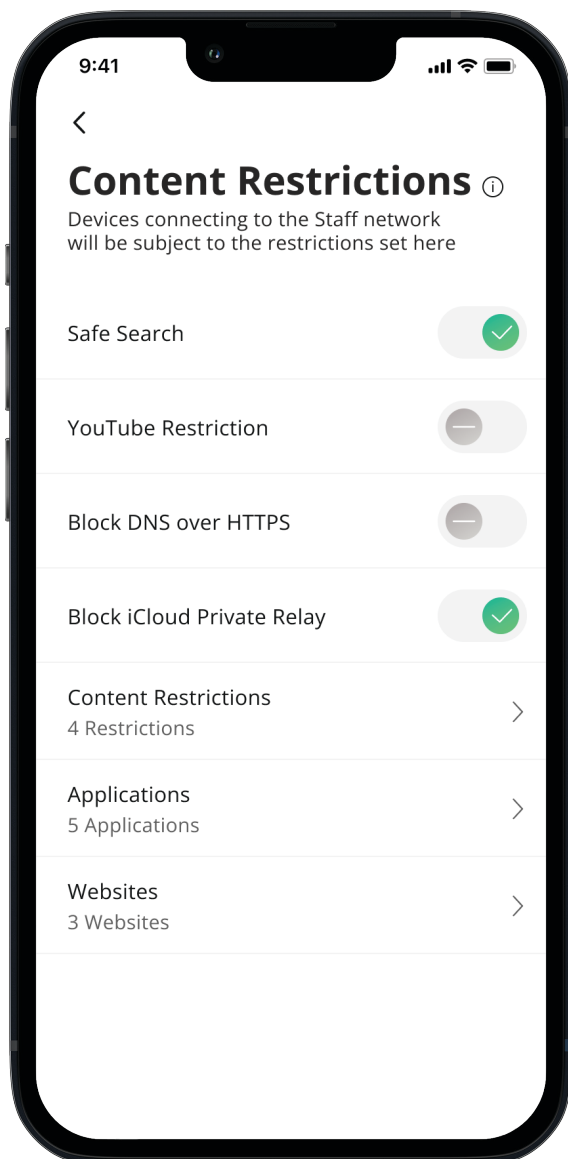 9:41
Content Restrictions
Devices connecting to the Staff network
will be subject to the restrictions set here
Safe Search
YouTube Restriction
Block DNS over HTTPS
Block iCloud Private Relay
Content Restrictions
4 Restrictions
Applications
5 Applications
Websites
3 Websites